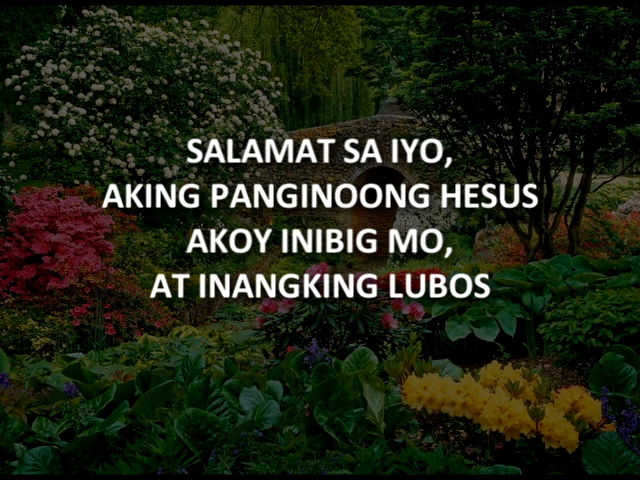 SALAMAT SA IYO,
AKING PANGINOONG HESUS
AKOY INIBIG MO,
AT INANGKING LUBOS